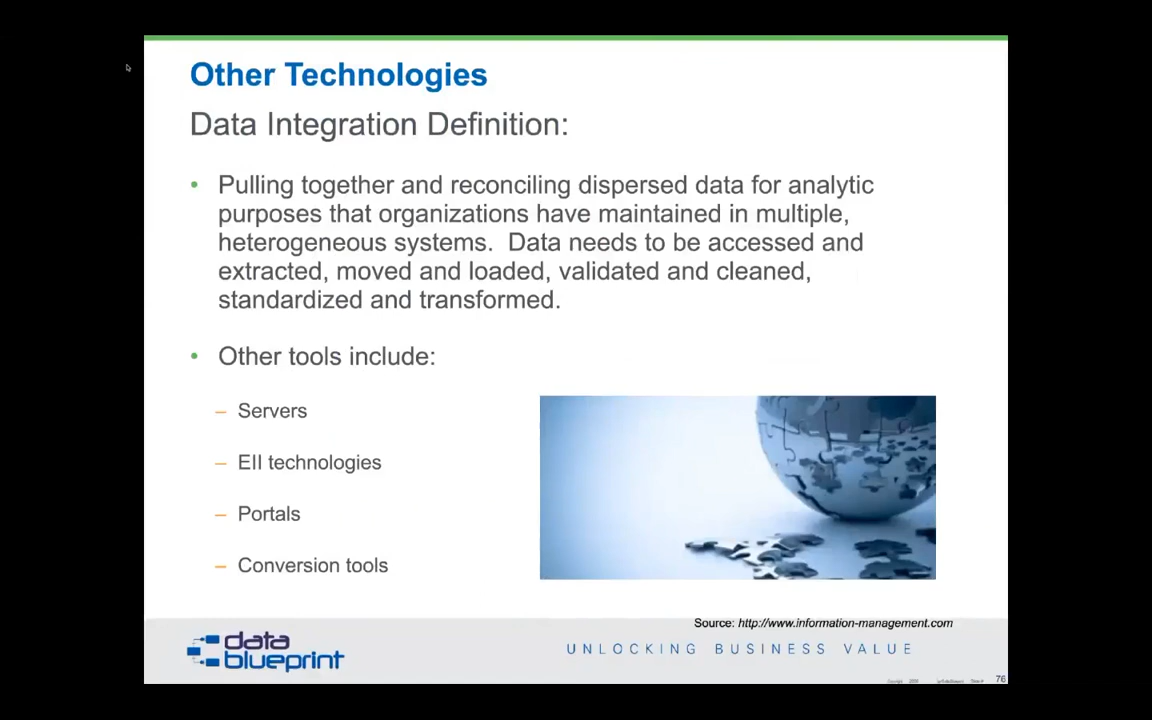 Other Technologies
Data Integration Definition:
• Pulling together and reconciling dispersed data for analytic
purposes that organizations have maintained in multiple,
heterogeneous systems. Data needs to be accessed and
extracted, moved and loaded, validated and cleaned,
standardized and transformed.
• Other tools include:
– Servers
– EII technologies
– Portals
– Conversion tools
Source: http://www.information-management.com
data
blueprint
UNLOCKING BUSINESS VALUE
76